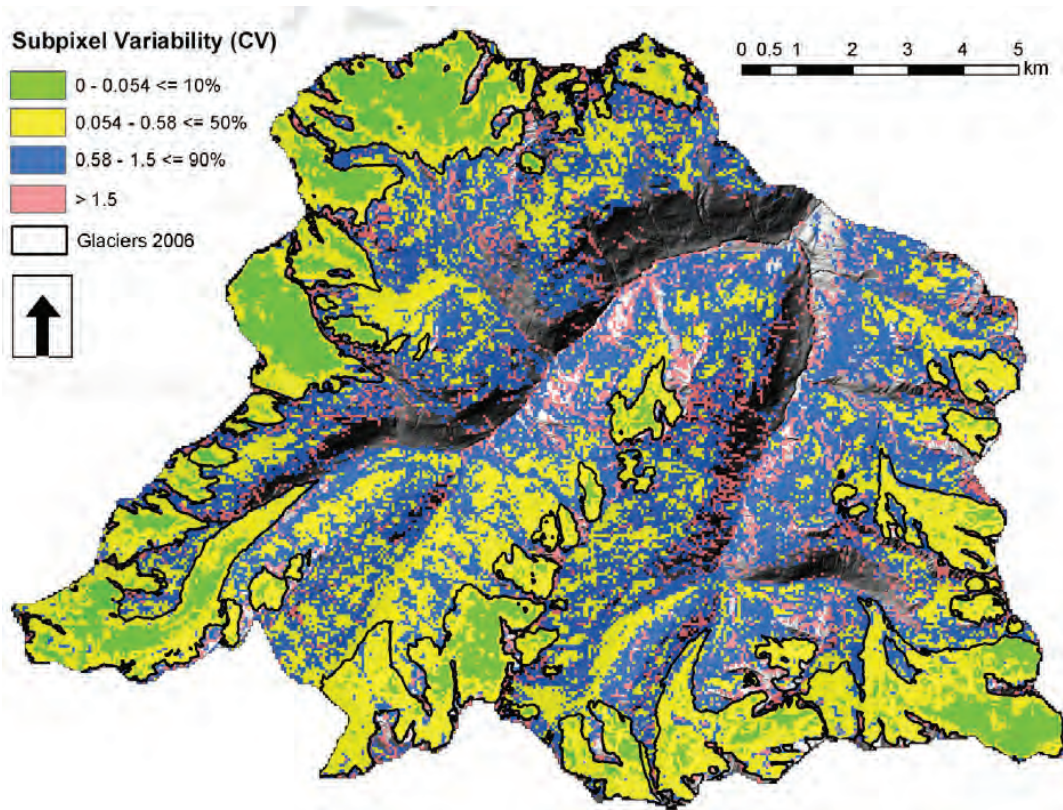 Subpixel Variability (CV)
0 - 0.054 <= 10%
0.054 - 0.58 <= 50%
0.58 - 1.5 <= 90%
> 1.5
Glaciers 2006
0 0.5 1 2 3 4 5
km